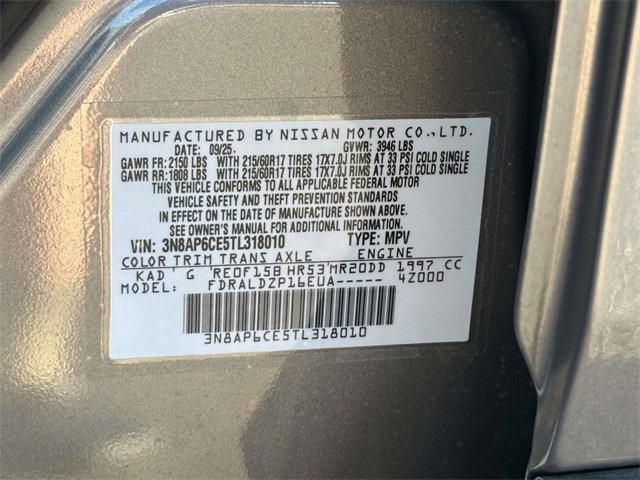 MANUFACTURED BY NISSAN MOTOR CO.,LTD.
DATE: 09/25 GVWR: 3946 LBS
GAWR FR: 2150 LBS WITH 215/60R17 TIRES 17X7.0J RIMS AT 33 PSI COLD SINGLE
GAWR RR: 1808 LBS WITH 215/60R17 TIRES 17X7.0J RIMS AT 33 PSI COLD SINGLE
THIS VEHICLE CONFORMS TO ALL APPLICABLE FEDERAL MOTOR
VEHICLE SAFETY AND THEFT PREVENTION STANDARDS
IN EFFECT ON THE DATE OF MANUFACTURE SHOWN ABOVE.
SEE OWNER'S MANUAL FOR ADDITIONAL INFORMATION
VIN: 3N8AP6CE5TL318010 TYPE: MPV
COLOR TRIM TRANS AXLE ENGINE
KAD G RE0F15B HR53 MR20DD 1997 CC
MODEL: FDRALDZP16EUA----- 4Z000
3N8AP6CE5TL318010